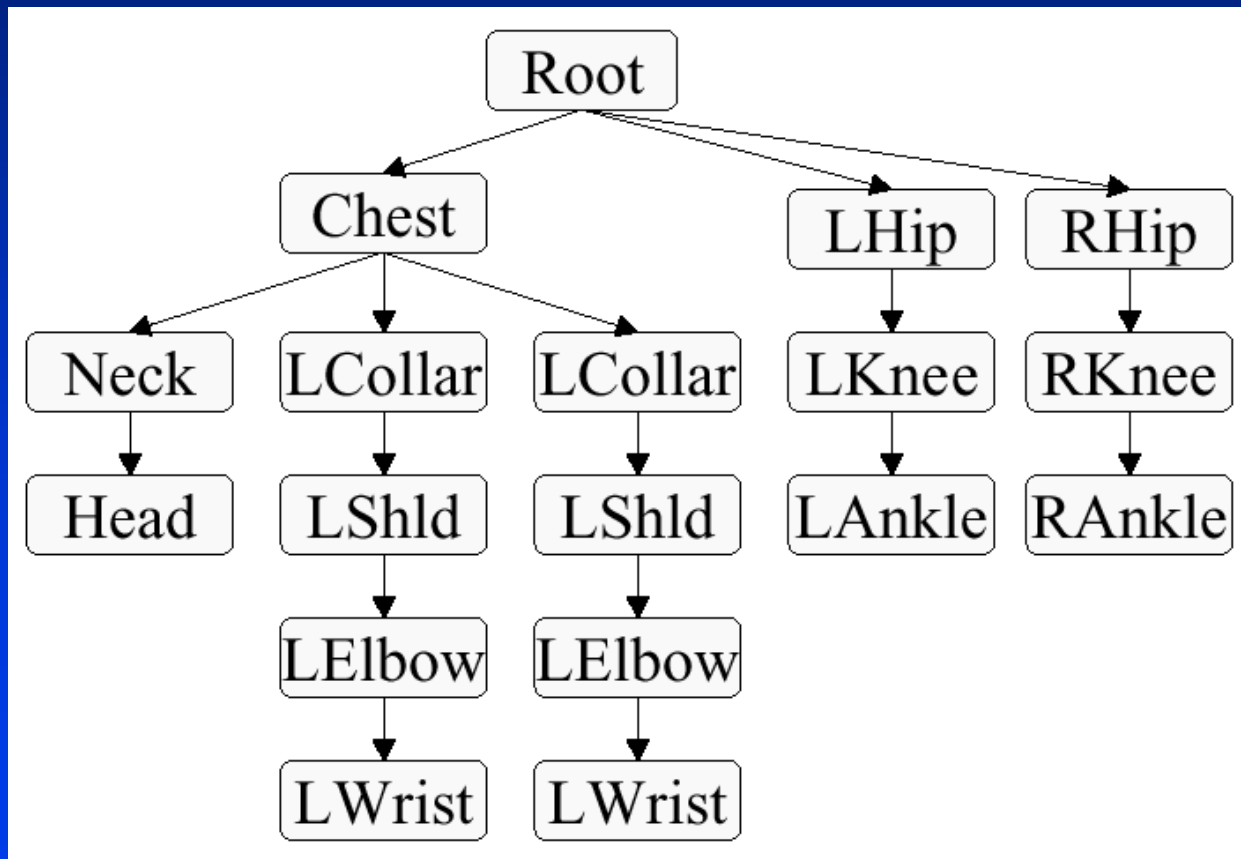 Root
Chest
LHip
RHip
Neck
LCollar
LCollar
LKnee
RKnee
Head
LShld
LShld
LAnkle
RAnkle
LElbow
LElbow
LWrist
LWrist